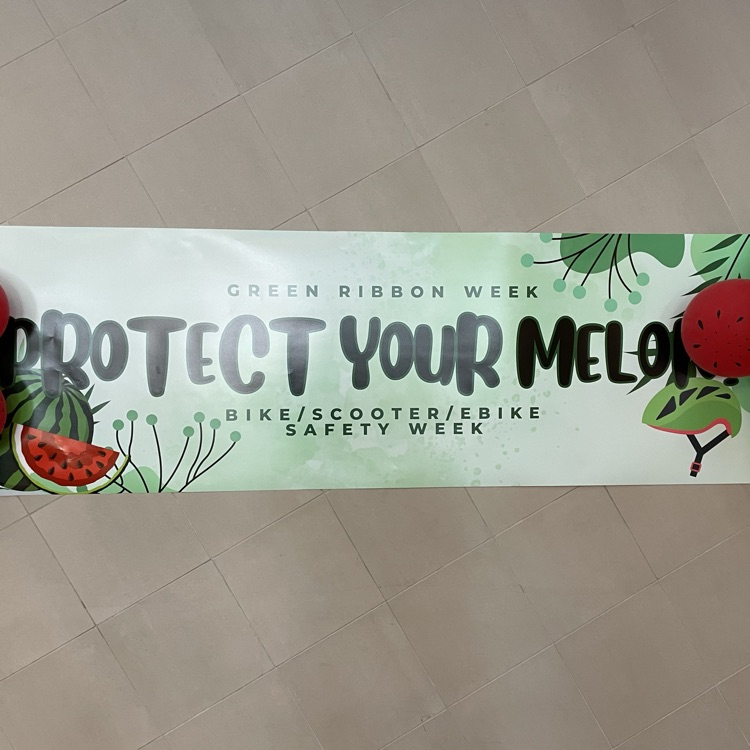 GREEN RIBBON WEEK
PROTECT YOUR MELON
BIKE/SCOOTER/EBIKE
SAFETY WEEK